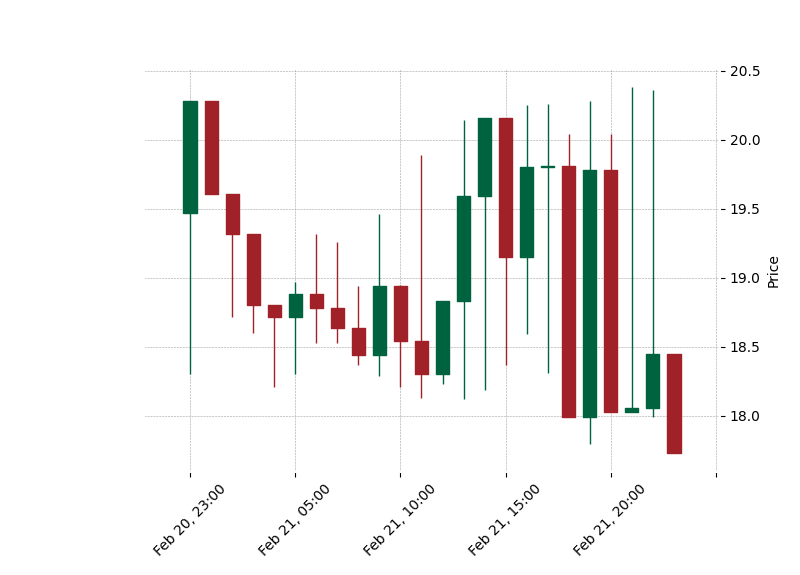 20.5
20.0
19.5
19.0
18.5
18.0
Price
Feb 20, 23:00
Feb 21, 05:00
Feb 21, 10:00
Feb 21, 15:00
Feb 21, 20:00